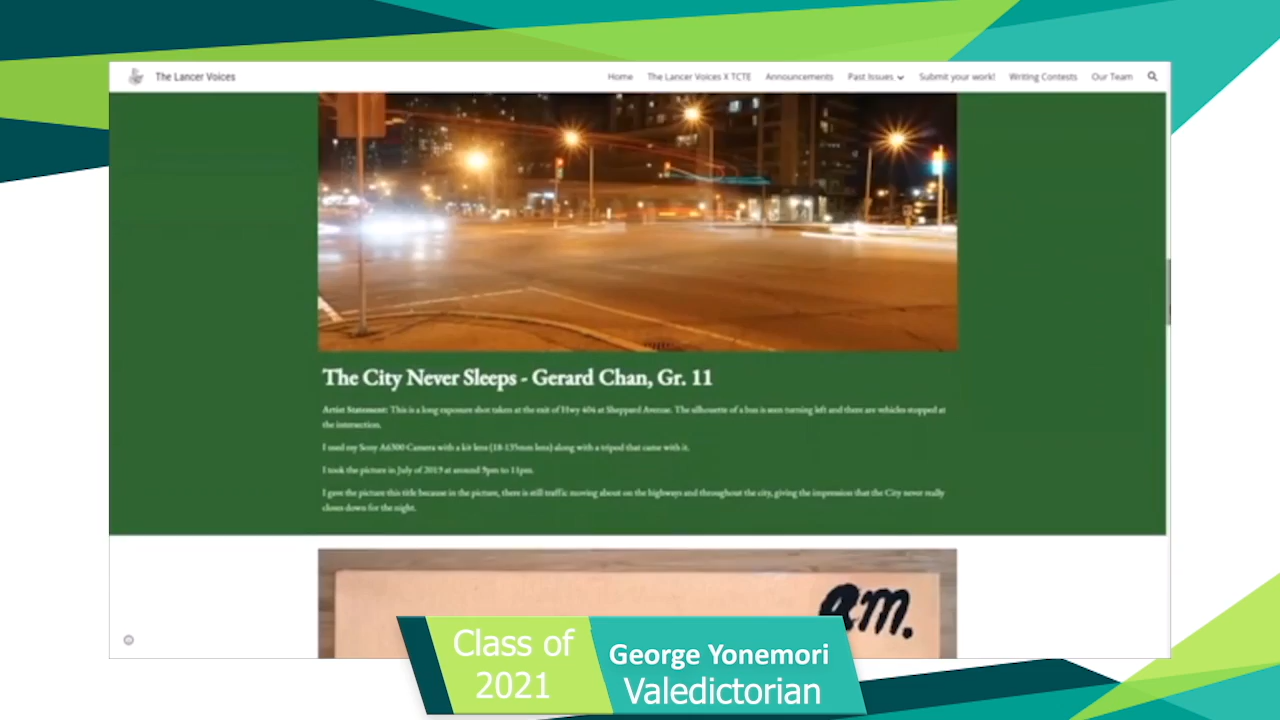 The Lancer Voices
Home The Lancer Voices X TCTE Announcements Past Issues Submit your work! Writing Contests Our Team
The City Never Sleeps - Gerard Chan, Gr. 11
Artist Statement: This is a long exposure shot taken at the exit of Hwy 404 at Sheppard Avenue. The silhouette of a bus is seen turning left and there are vehicles stopped at
the intersection.
I used my Sony A6300 Camera with a kit lens (18-135mm lens) along with a tripod that came with it.
I took the picture in July of 2019 at around 9pm to 11pm.
I gave the picture this title because in the picture, there is still traffic moving about on the highways and throughout the city, giving the impression that the City never really
closes down for the night.
am.
Class of
2021
George Yonemori
Valedictorian